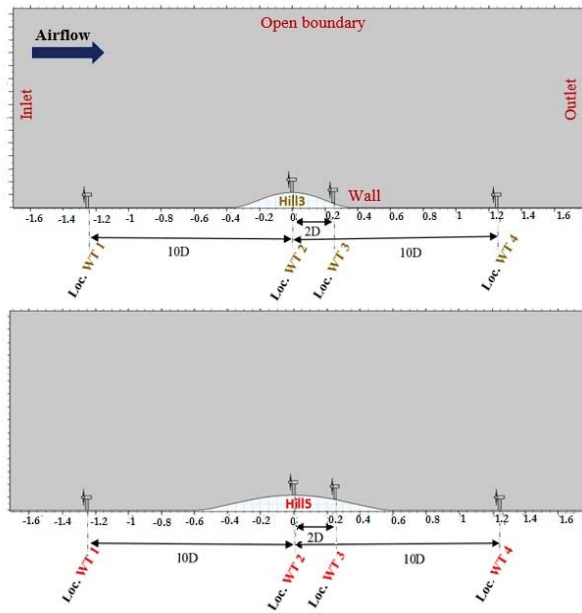 Open boundary
Airflow
Inlet
Outlet
Hill3
Wall
-1.6 -1.4 -1.2 -1 -0.8 -0.6 -0.4 -0.2 0 0.2 0.4 0.6 0.8 1 1.2 1.4 1.6
2D
10D
10D
Loc. WT 1
Loc. WT 2
Loc. WT 3
Loc. WT 4
Hill5
-1.6 -1.4 -1.2 -1 -0.8 -0.6 -0.4 -0.2 0 0.2 0.4 0.6 0.8 1 1.2 1.4 1.6
2D
10D
10D
Loc. WT 1
Loc. WT 2
Loc. WT 3
Loc. WT 4